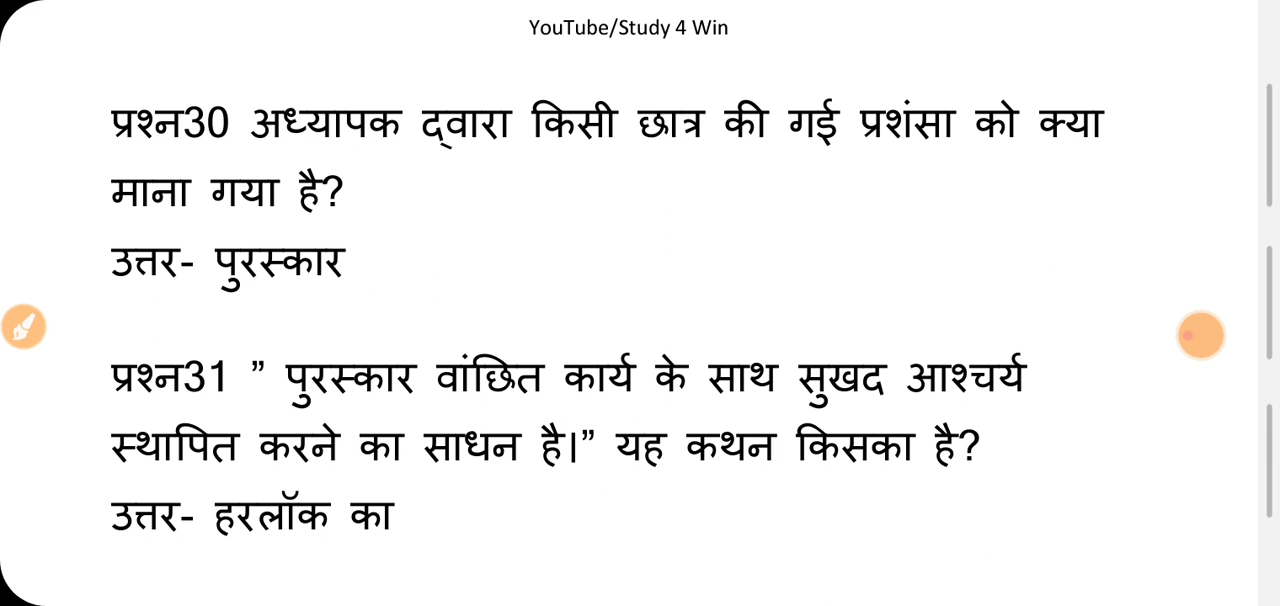 YouTube/Study 4 Win
प्रश्न30 अध्यापक द्वारा किसी छात्र की गई प्रशंसा को क्या
माना गया है?
उत्तर- पुरस्कार
प्रश्न31 ” पुरस्कार वांछित कार्य के साथ सुखद आश्चर्य
स्थापित करने का साधन है।” यह कथन किसका है?
उत्तर- हरलॉक का